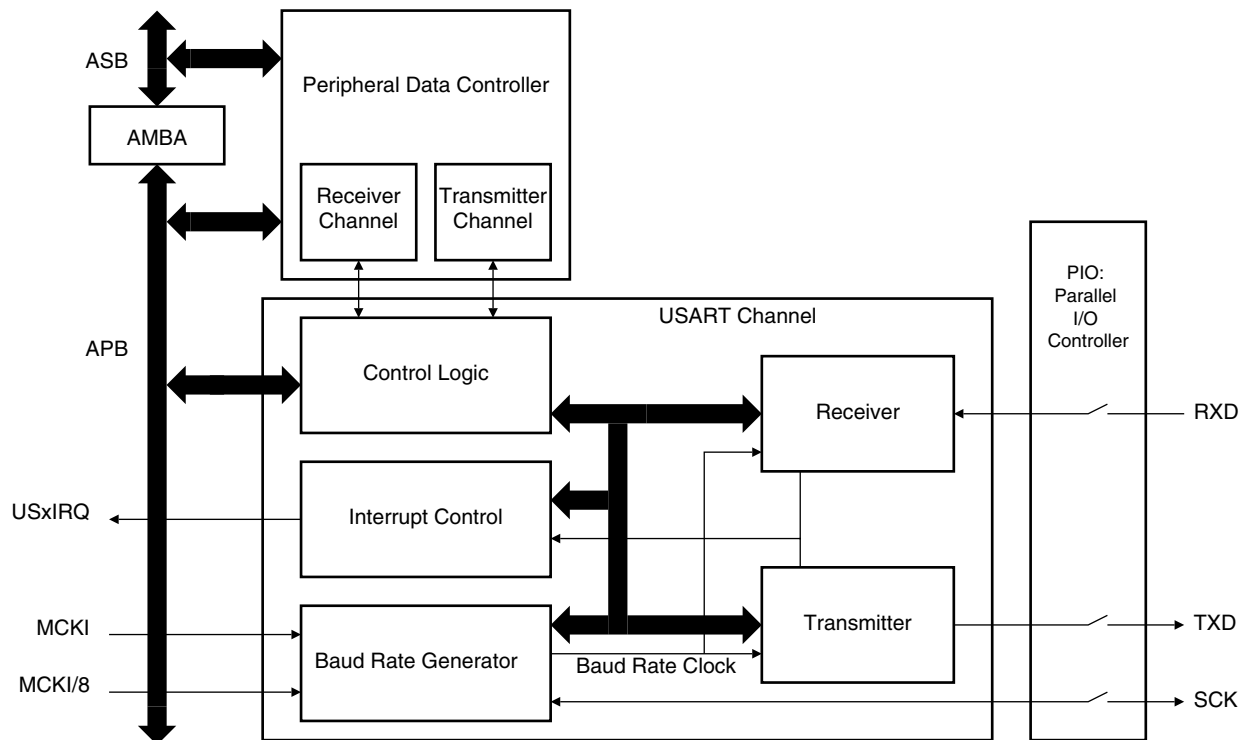 ASB
Peripheral Data Controller
AMBA
Receiver
Channel
Transmitter
Channel
PIO:
Parallel
I/O
Controller
USART Channel
APB
Control Logic
Receiver
RXD
USxIRQ
Interrupt Control
MCKI
Transmitter
TXD
Baud Rate Generator
Baud Rate Clock
MCKI/8
SCK